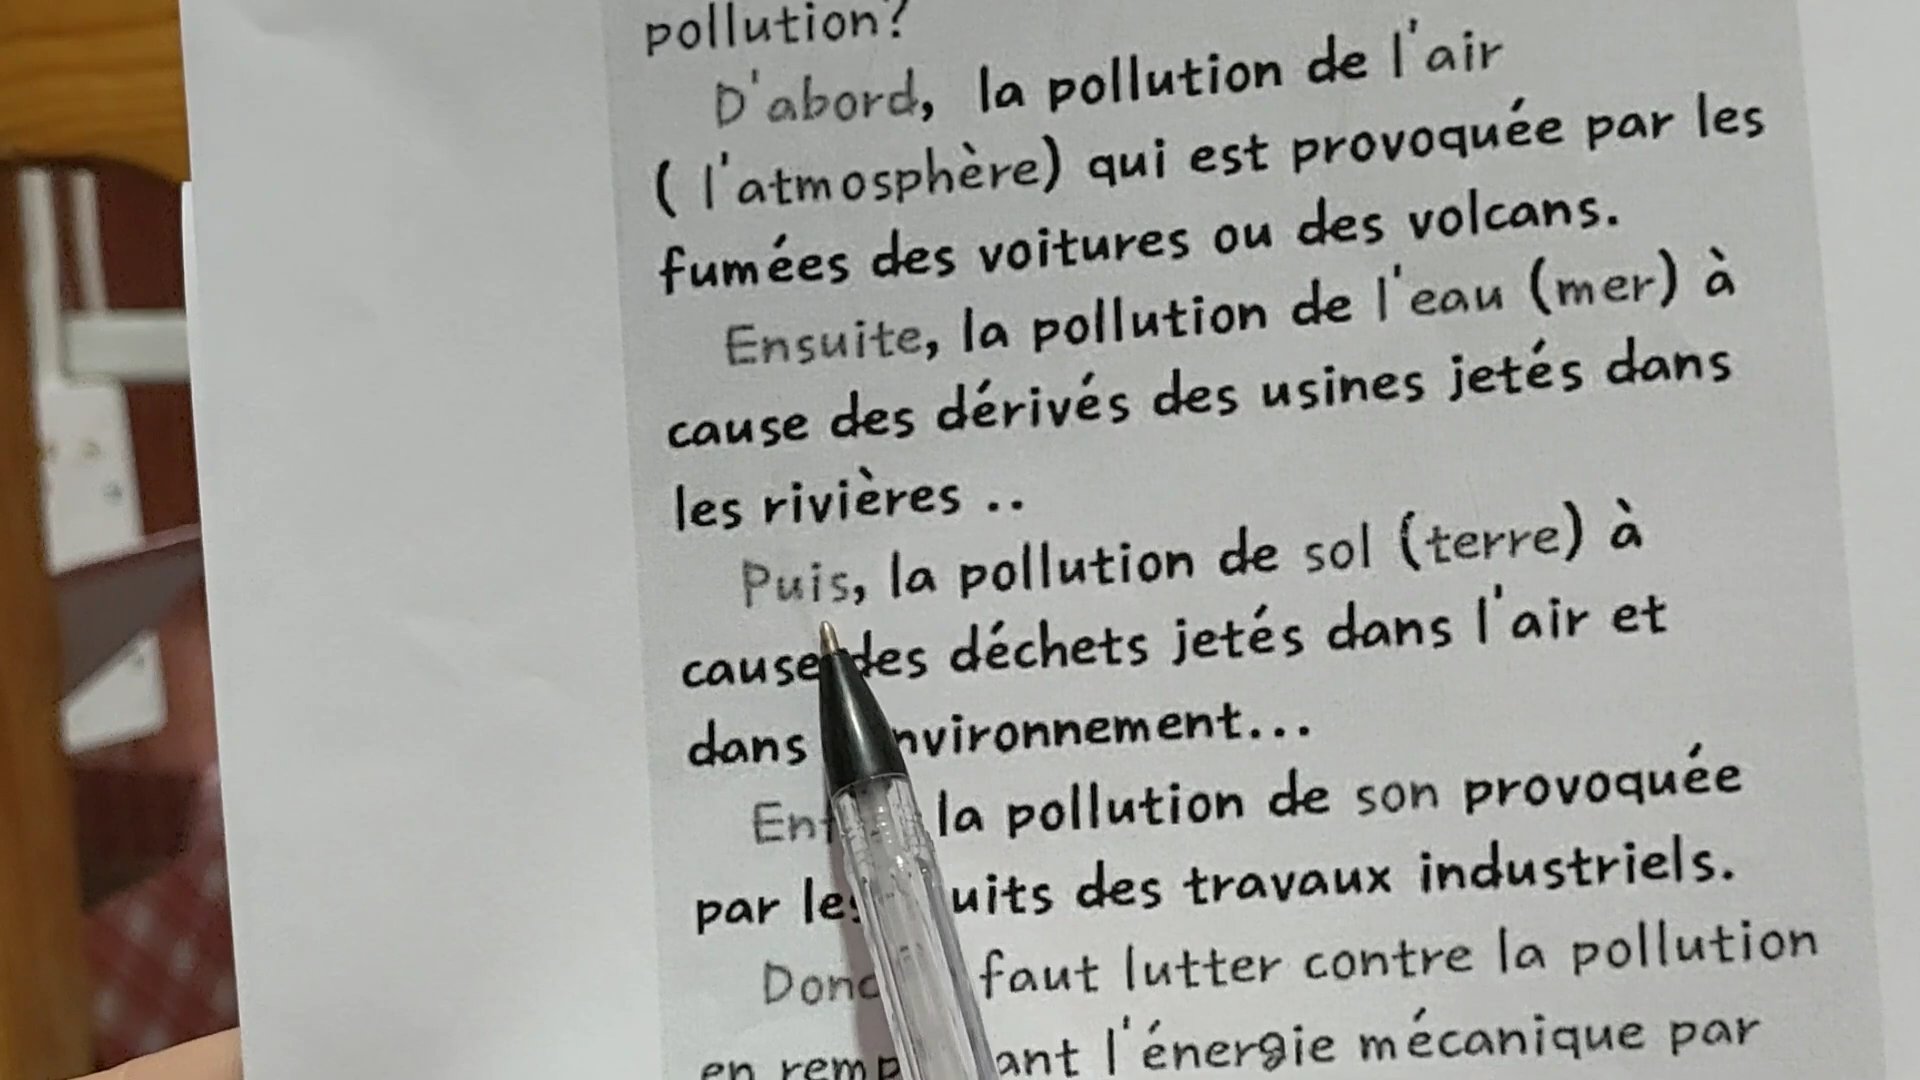 pollution?
D'abord, la pollution de l'air
( l'atmosphère) qui est provoquée par les
fumées des voitures ou des volcans.
Ensuite, la pollution de l'eau (mer) à
cause des dérivés des usines jetés dans
les rivières ..
Puis, la pollution de sol (terre) à
cause des déchets jetés dans l'air et
dans nvironnement...
la pollution de son provoquée
par les uits des travaux industriels.
Donc faut lutter contre la pollution
en ant l'énergie mécanique par